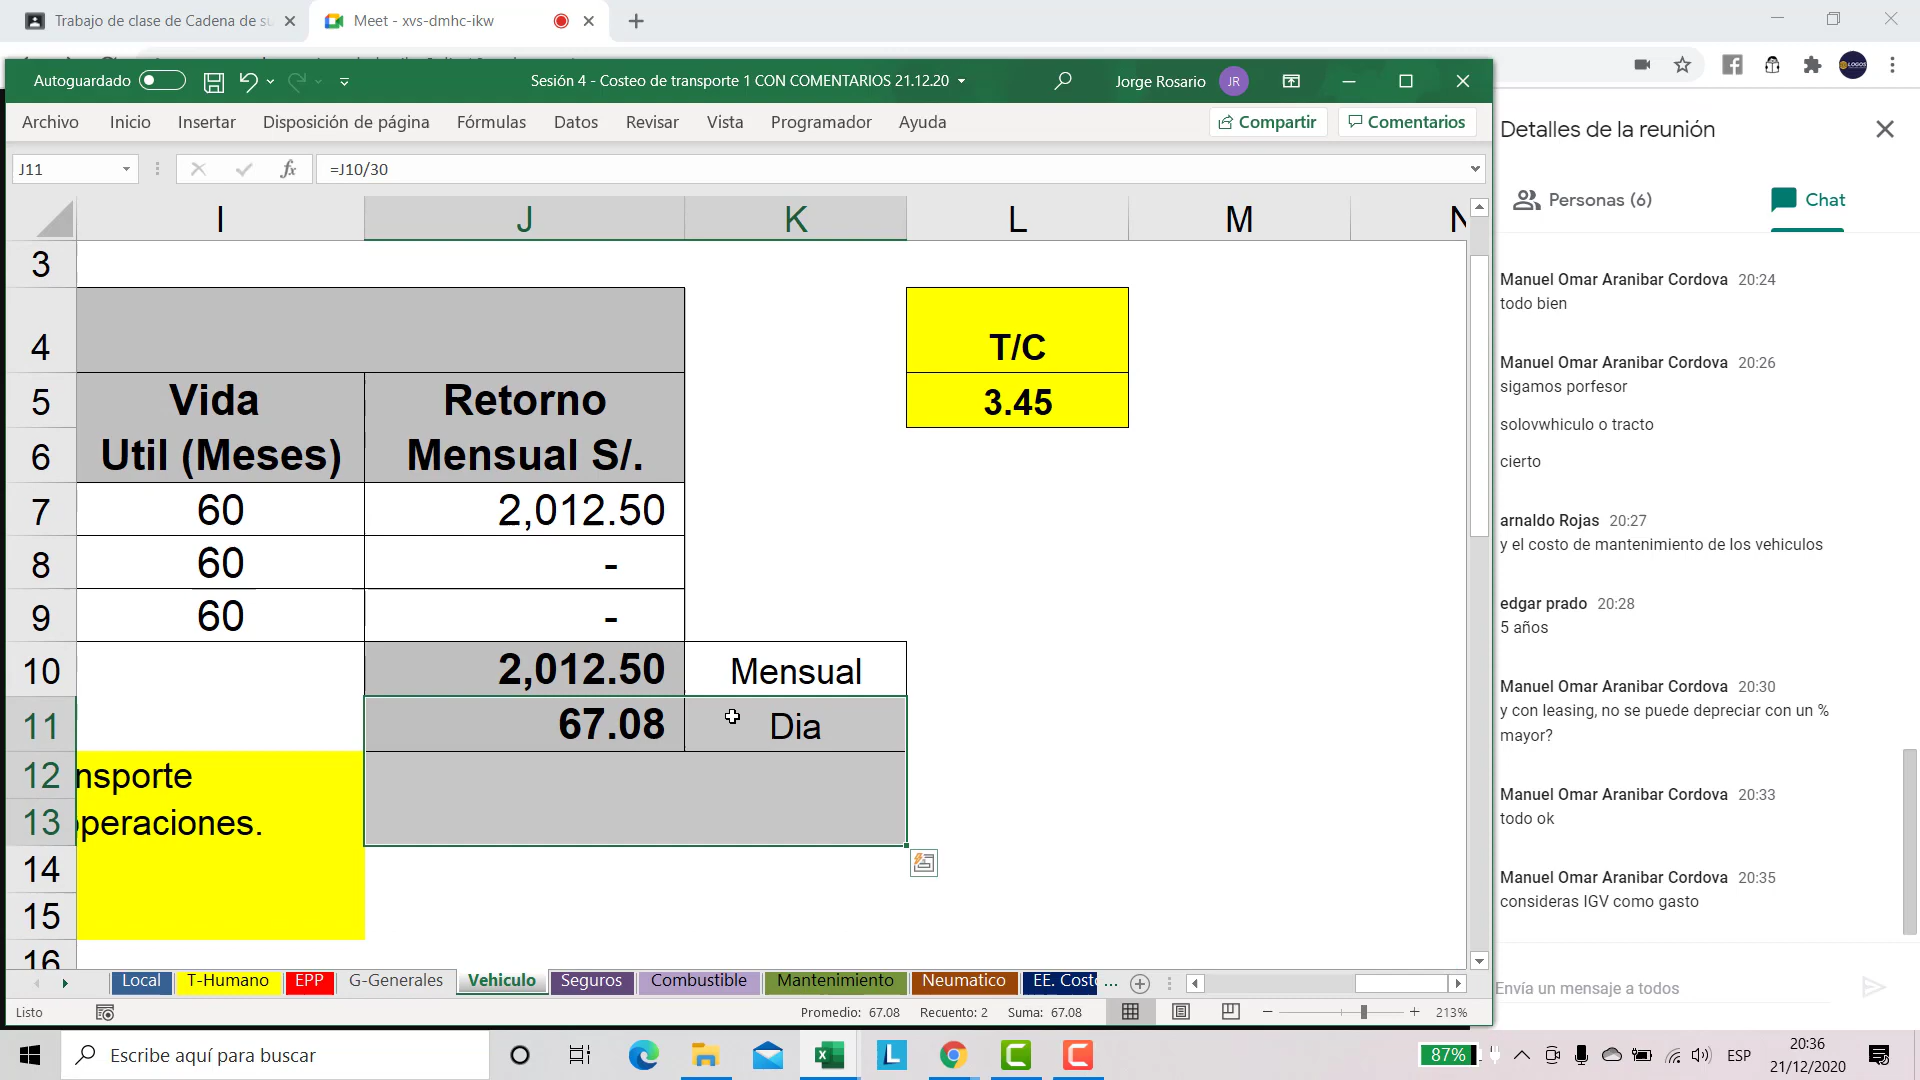 Trabajo de clase de Cadena de su
Meet - xvs-dmhc-ikw
Autoguardado
Sesión 4 - Costeo de transporte 1 CON COMENTARIOS 21.12.20
Jorge Rosario
JR
Archivo Inicio Insertar Disposición de página Fórmulas Datos Revisar Vista Programador Ayuda
Compartir
Comentarios
J11
fx
=J10/30
I J K L M N
3
4 T/C
5 Vida Retorno 3.45
6 Util (Meses) Mensual S/.
7 60 2,012.50
8 60 -
9 60 -
10 2,012.50 Mensual
11 67.08 Dia
12 nsporte
13 operaciones.
14
15
16
Local T-Humano EPP G-Generales Vehiculo Seguros Combustible Mantenimiento Neumatico EE. Coste ...
Listo
Promedio: 67.08 Recuento: 2 Suma: 67.08
213%
Detalles de la reunión
Personas (6)
Chat
Manuel Omar Aranibar Cordova 20:24
todo bien
Manuel Omar Aranibar Cordova 20:26
sigamos porfesor
solovwhiculo o tracto
cierto
arnaldo Rojas 20:27
y el costo de mantenimiento de los vehiculos
edgar prado 20:28
5 años
Manuel Omar Aranibar Cordova 20:30
y con leasing, no se puede depreciar con un %
mayor?
Manuel Omar Aranibar Cordova 20:33
todo ok
Manuel Omar Aranibar Cordova 20:35
consideras IGV como gasto
Envía un mensaje a todos
Escribe aquí para buscar
87%
ESP
20:36
21/12/2020